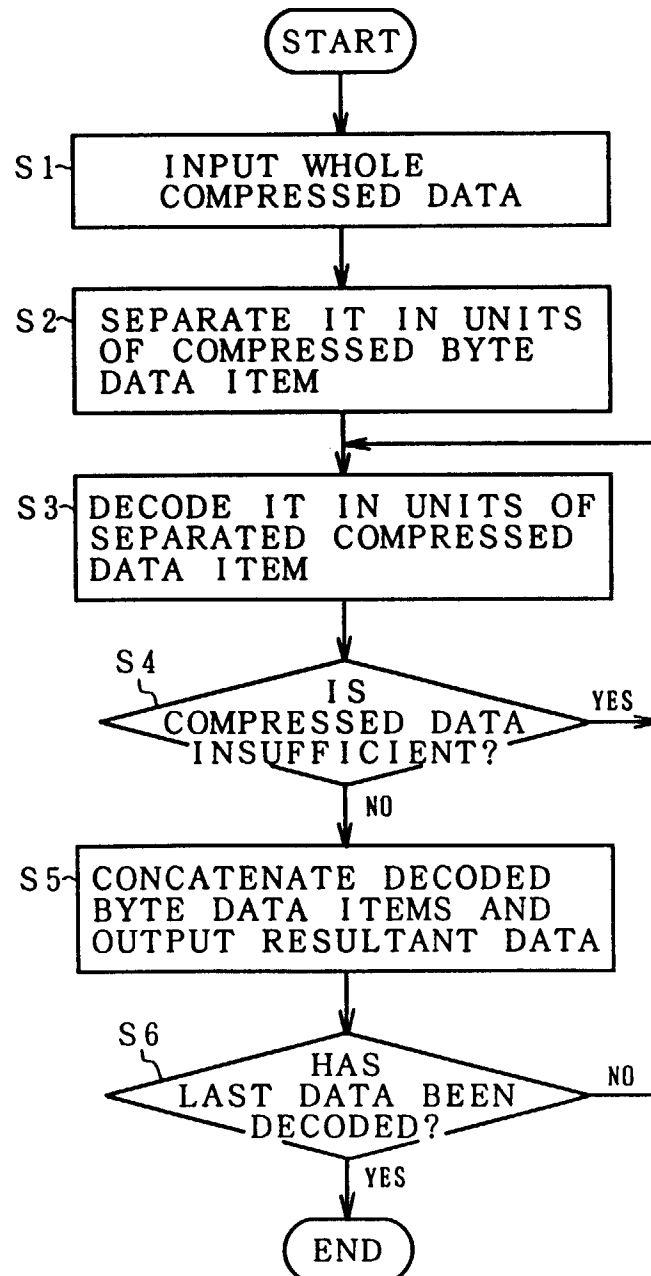 START
S1
INPUT WHOLE
COMPRESSED DATA
S2
SEPARATE IT IN UNITS
OF COMPRESSED BYTE
DATA ITEM
S3
DECODE IT IN UNITS OF
SEPARATED COMPRESSED
DATA ITEM
S4
IS
COMPRESSED DATA
INSUFFICIENT?
YES
NO
S5
CONCATENATE DECODED
BYTE DATA ITEMS AND
OUTPUT RESULTANT DATA
S6
HAS
LAST DATA BEEN
DECODED?
NO
YES
END